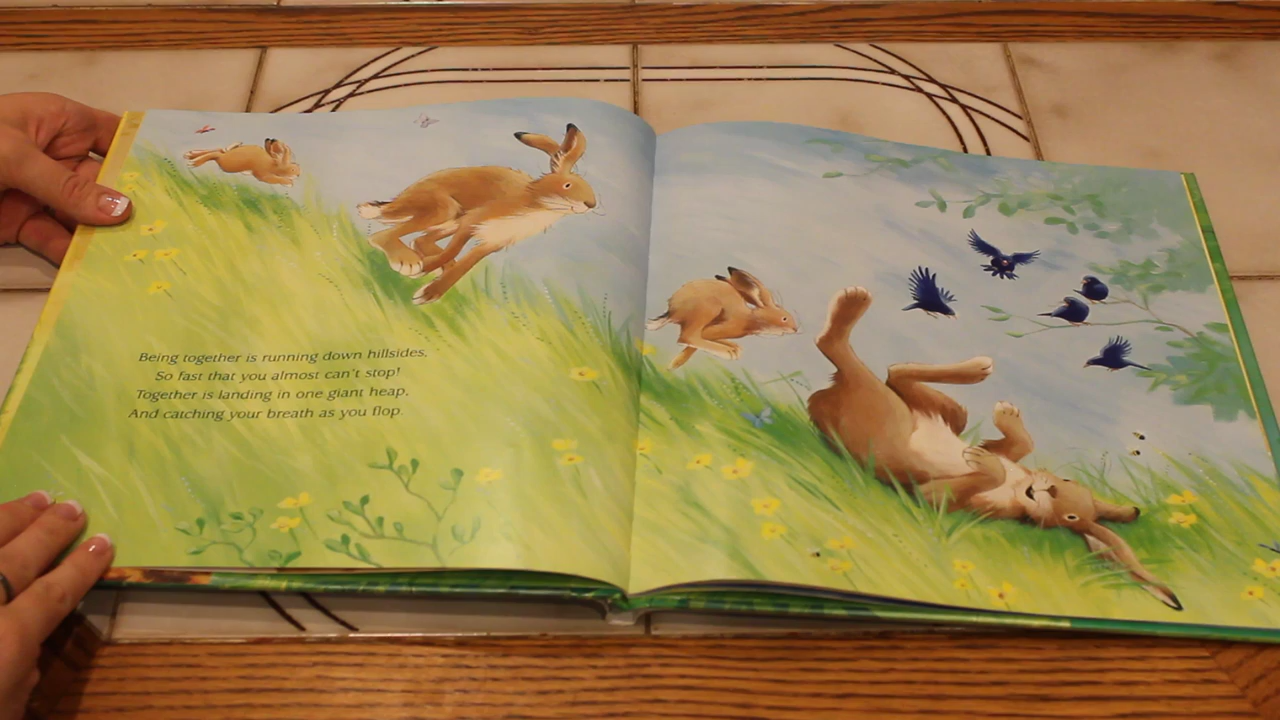 Being together is running down hillsides,
So fast that you almost can't stop!
Together is landing in one giant heap,
And catching your breath as you flop.